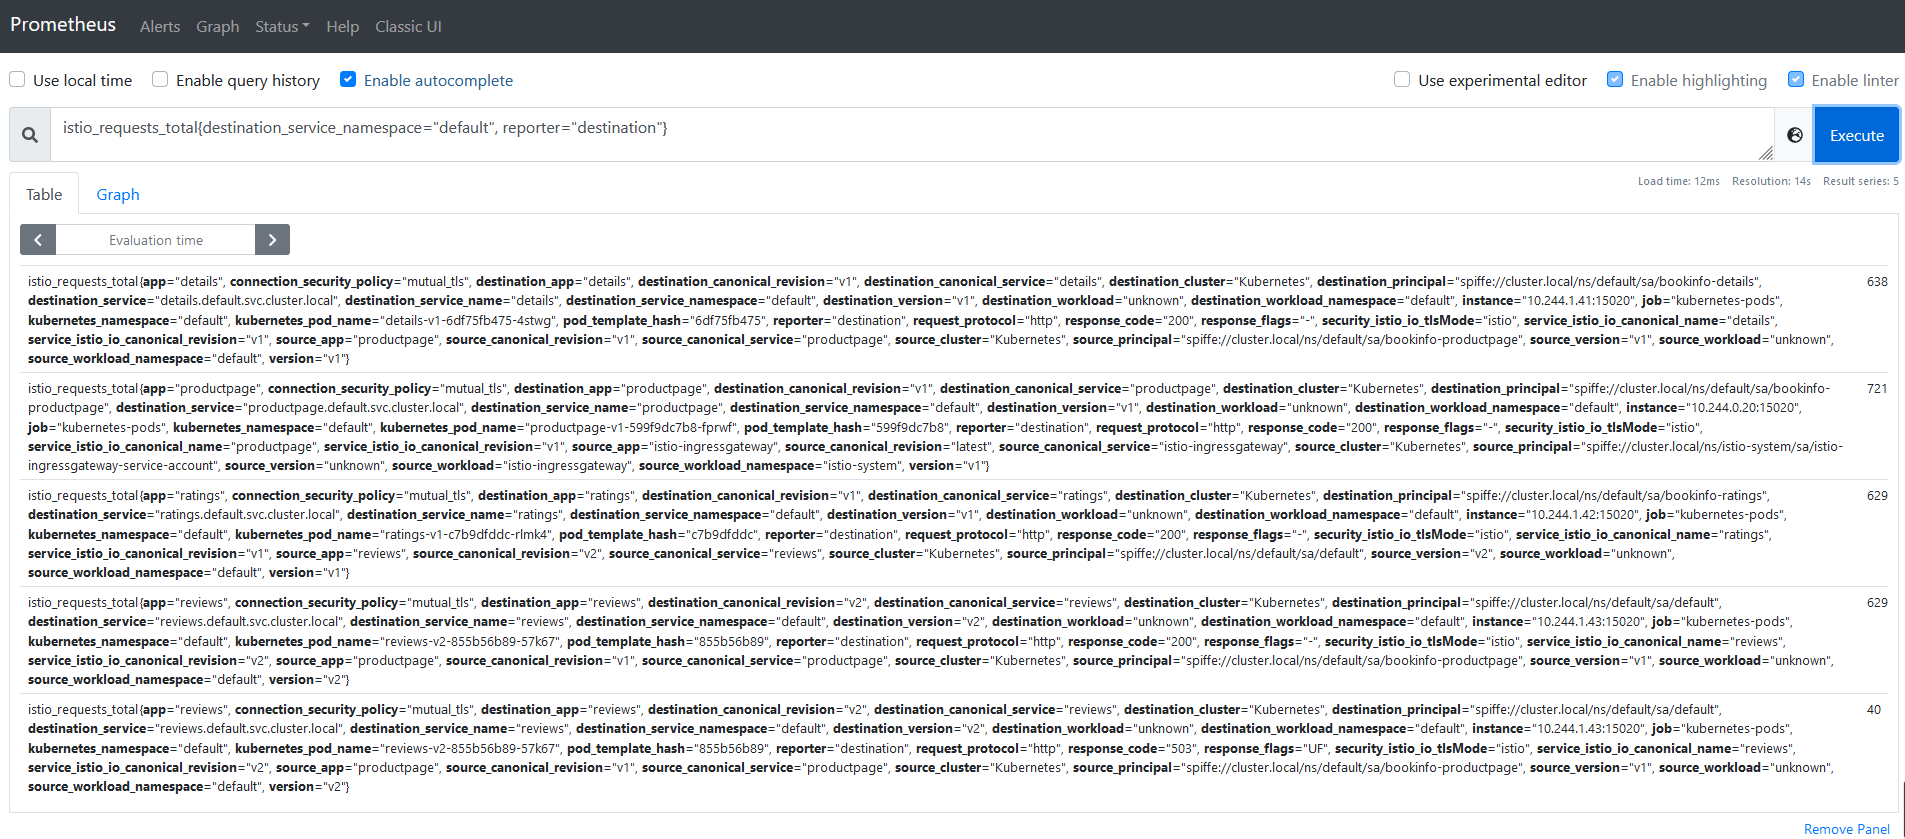 Prometheus Alerts Graph Status Help Classic UI
Use local time Enable query history Enable autocomplete Use experimental editor Enable highlighting Enable linter
istio_requests_total{destination_service_namespace="default", reporter="destination"}
Execute
Table Graph
Load time: 12ms Resolution: 14s Result series: 5
Evaluation time
istio_requests_total{app="details", connection_security_policy="mutual_tls", destination_app="details", destination_canonical_revision="v1", destination_canonical_service="details", destination_cluster="Kubernetes", destination_principal="spiffe://cluster.local/ns/default/sa/bookinfo-details", 638
destination_service="details.default.svc.cluster.local", destination_service_name="details", destination_service_namespace="default", destination_version="v1", destination_workload="unknown", destination_workload_namespace="default", instance="10.244.1.41:15020", job="kubernetes-pods",
kubernetes_namespace="default", kubernetes_pod_name="details-v1-6df75fb475-4stwg", pod_template_hash="6df75fb475", reporter="destination", request_protocol="http", response_code="200", response_flags="-", security_istio_io_tlsMode="istio", service_istio_io_canonical_name="details",
service_istio_io_canonical_revision="v1", source_app="productpage", source_canonical_revision="v1", source_canonical_service="productpage", source_cluster="Kubernetes", source_principal="spiffe://cluster.local/ns/default/sa/bookinfo-productpage", source_version="v1", source_workload="unknown",
source_workload_namespace="default", version="v1"}
istio_requests_total{app="productpage", connection_security_policy="mutual_tls", destination_app="productpage", destination_canonical_revision="v1", destination_canonical_service="productpage", destination_cluster="Kubernetes", destination_principal="spiffe://cluster.local/ns/default/sa/bookinfo- 721
productpage", destination_service="productpage.default.svc.cluster.local", destination_service_name="productpage", destination_service_namespace="default", destination_version="v1", destination_workload="unknown", destination_workload_namespace="default", instance="10.244.0.20:15020",
job="kubernetes-pods", kubernetes_namespace="default", kubernetes_pod_name="productpage-v1-599f9dc7b8-fprwf", pod_template_hash="599f9dc7b8", reporter="destination", request_protocol="http", response_code="200", response_flags="-", security_istio_io_tlsMode="istio",
service_istio_io_canonical_name="productpage", service_istio_io_canonical_revision="v1", source_app="istio-ingressgateway", source_canonical_revision="latest", source_canonical_service="istio-ingressgateway", source_cluster="Kubernetes", source_principal="spiffe://cluster.local/ns/istio-system/sa/istio-
ingressgateway-service-account", source_version="unknown", source_workload="istio-ingressgateway", source_workload_namespace="istio-system", version="v1"}
istio_requests_total{app="ratings", connection_security_policy="mutual_tls", destination_app="ratings", destination_canonical_revision="v1", destination_canonical_service="ratings", destination_cluster="Kubernetes", destination_principal="spiffe://cluster.local/ns/default/sa/bookinfo-ratings", 629
destination_service="ratings.default.svc.cluster.local", destination_service_name="ratings", destination_service_namespace="default", destination_version="v1", destination_workload="unknown", destination_workload_namespace="default", instance="10.244.1.42:15020", job="kubernetes-pods",
kubernetes_namespace="default", kubernetes_pod_name="ratings-v1-c7b9dfddc-rlmk4", pod_template_hash="c7b9dfddc", reporter="destination", request_protocol="http", response_code="200", response_flags="-", security_istio_io_tlsMode="istio", service_istio_io_canonical_name="ratings",
service_istio_io_canonical_revision="v1", source_app="reviews", source_canonical_revision="v2", source_canonical_service="reviews", source_cluster="Kubernetes", source_principal="spiffe://cluster.local/ns/default/sa/default", source_version="v2", source_workload="unknown",
source_workload_namespace="default", version="v1"}
istio_requests_total{app="reviews", connection_security_policy="mutual_tls", destination_app="reviews", destination_canonical_revision="v2", destination_canonical_service="reviews", destination_cluster="Kubernetes", destination_principal="spiffe://cluster.local/ns/default/sa/default", 629
destination_service="reviews.default.svc.cluster.local", destination_service_name="reviews", destination_service_namespace="default", destination_version="v2", destination_workload="unknown", destination_workload_namespace="default", instance="10.244.1.43:15020", job="kubernetes-pods",
kubernetes_namespace="default", kubernetes_pod_name="reviews-v2-855b56b89-57k67", pod_template_hash="855b56b89", reporter="destination", request_protocol="http", response_code="200", response_flags="-", security_istio_io_tlsMode="istio", service_istio_io_canonical_name="reviews",
service_istio_io_canonical_revision="v2", source_app="productpage", source_canonical_revision="v1", source_canonical_service="productpage", source_cluster="Kubernetes", source_principal="spiffe://cluster.local/ns/default/sa/bookinfo-productpage", source_version="v1", source_workload="unknown",
source_workload_namespace="default", version="v2"}
istio_requests_total{app="reviews", connection_security_policy="mutual_tls", destination_app="reviews", destination_canonical_revision="v2", destination_canonical_service="reviews", destination_cluster="Kubernetes", destination_principal="spiffe://cluster.local/ns/default/sa/default", 40
destination_service="reviews.default.svc.cluster.local", destination_service_name="reviews", destination_service_namespace="default", destination_version="v2", destination_workload="unknown", destination_workload_namespace="default", instance="10.244.1.43:15020", job="kubernetes-pods",
kubernetes_namespace="default", kubernetes_pod_name="reviews-v2-855b56b89-57k67", pod_template_hash="855b56b89", reporter="destination", request_protocol="http", response_code="503", response_flags="UF", security_istio_io_tlsMode="istio", service_istio_io_canonical_name="reviews",
service_istio_io_canonical_revision="v2", source_app="productpage", source_canonical_revision="v1", source_canonical_service="productpage", source_cluster="Kubernetes", source_principal="spiffe://cluster.local/ns/default/sa/bookinfo-productpage", source_version="v1", source_workload="unknown",
source_workload_namespace="default", version="v2"}
Remove Panel